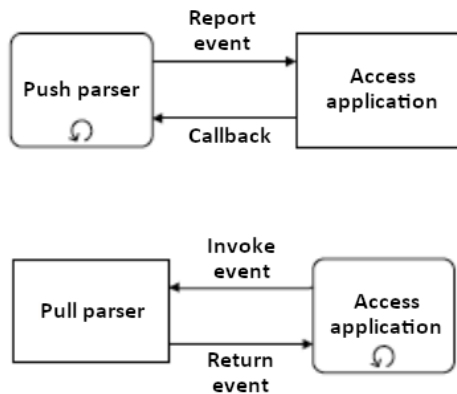 Report
event
Push parser
Access
application
Callback
Invoke
event
Pull parser
Access
application
Return
event